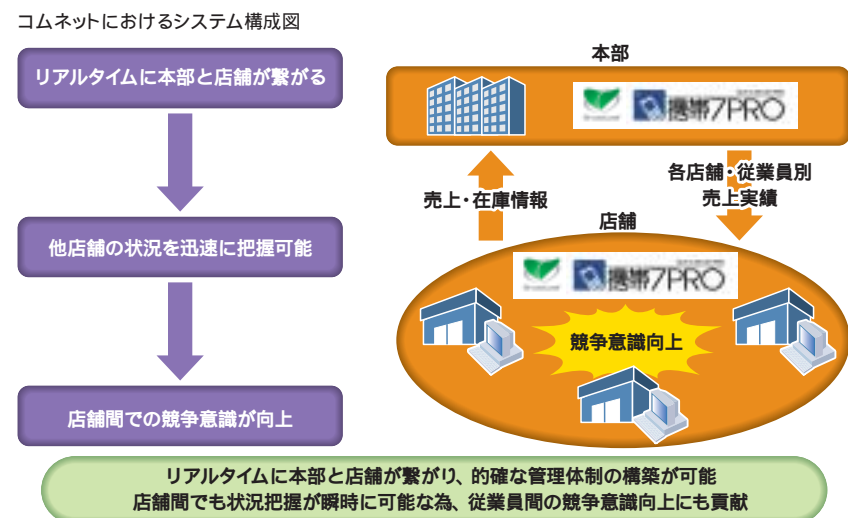 コムネットにおけるシステム構成図
リアルタイムに本部と店舗が繋がる
他店舗の状況を迅速に把握可能
店舗間での競争意識が向上
本部
携帯7PRO
売上・在庫情報
各店舗・従業員別
売上実績
店舗
携帯7PRO
競争意識向上
リアルタイムに本部と店舗が繋がり、的確な管理体制の構築が可能
店舗間でも状況把握が瞬時に可能な為、従業員間の競争意識向上にも貢献